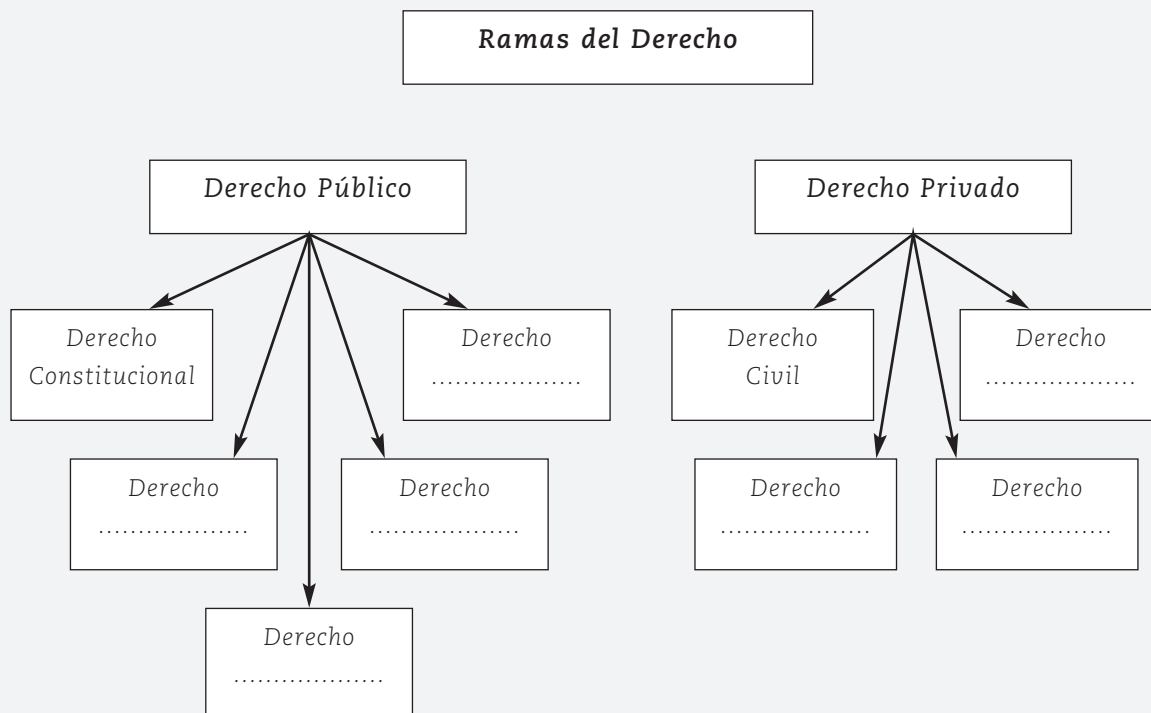 Ramas del Derecho
Derecho Público
Derecho Privado
Derecho
Constitucional
Derecho
...................
Derecho
Civil
Derecho
...................
Derecho
...................
Derecho
...................
Derecho
...................
Derecho
...................
Derecho
...................